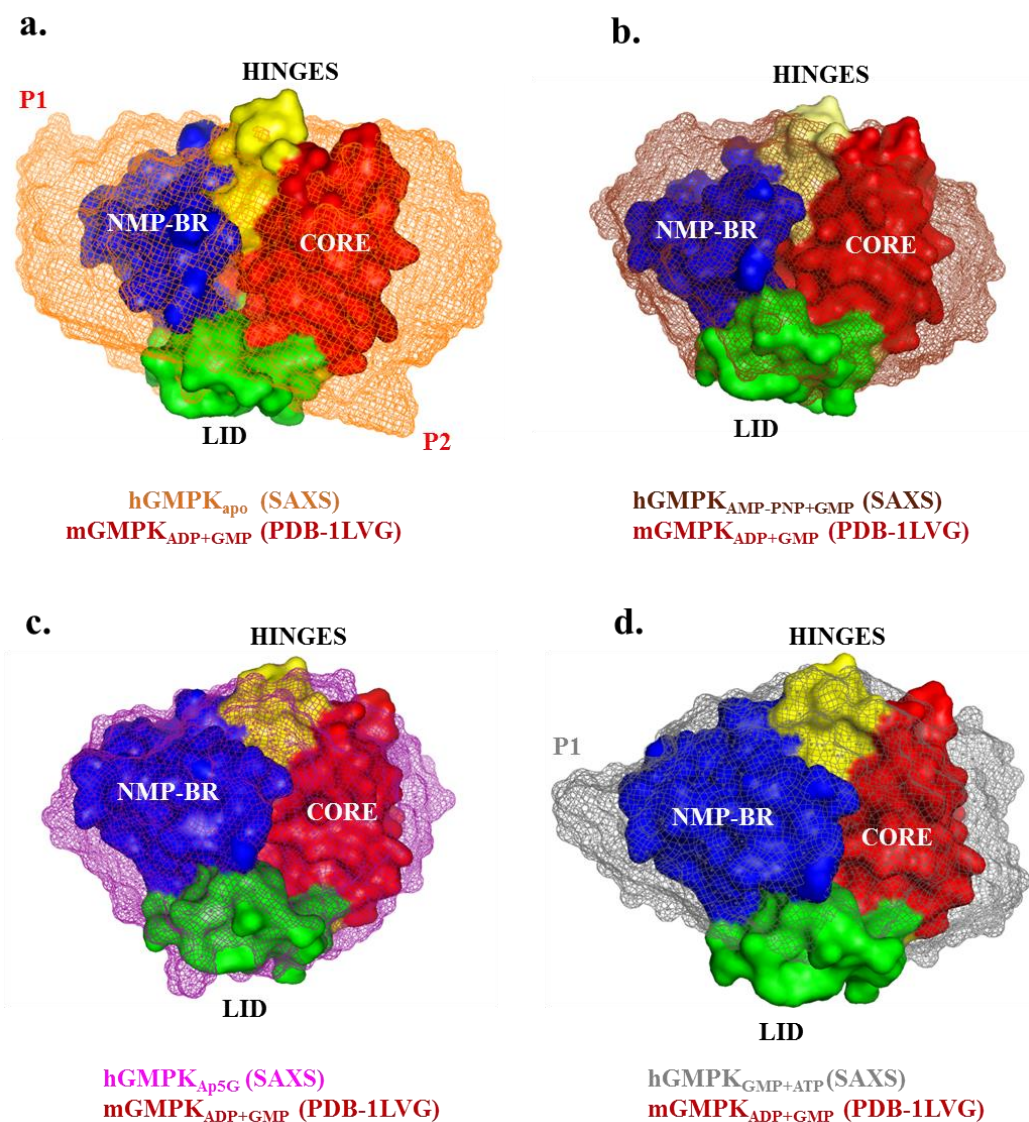 a.
HINGES
P1
NMP-BR
CORE
LID
P2
hGMPKapo (SAXS)
mGMPKADP+GMP (PDB-1LVG)
b.
HINGES
NMP-BR
CORE
LID
hGMPKAMP-PNP+GMP (SAXS)
mGMPKADP+GMP (PDB-1LVG)
c.
HINGES
NMP-BR
CORE
LID
hGMPKAp5G (SAXS)
mGMPKADP+GMP (PDB-1LVG)
d.
HINGES
P1
NMP-BR
CORE
LID
hGMPKGMP+ATP (SAXS)
mGMPKADP+GMP (PDB-1LVG)